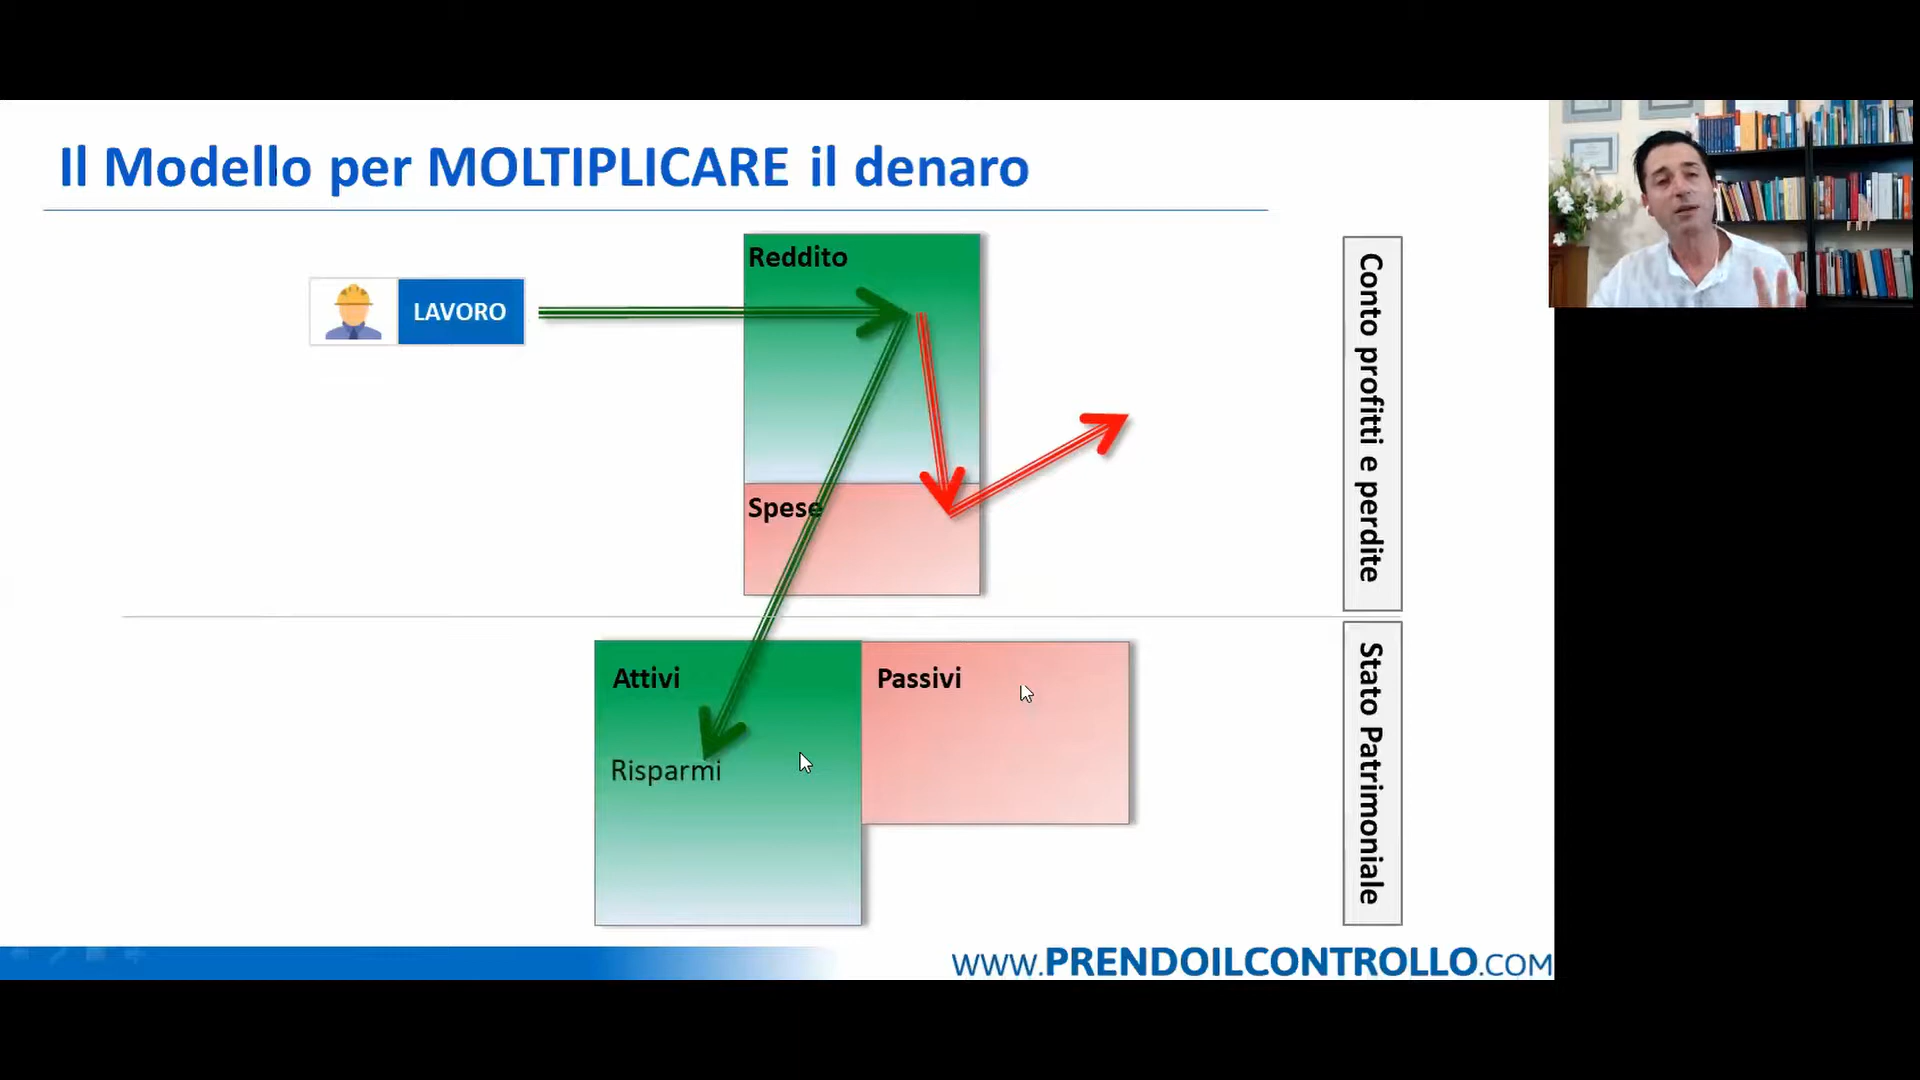 Il Modello per MOLTIPLICARE il denaro
LAVORO
Reddito
Spese
Conto profitti e perdite
Attivi
Risparmi
Passivi
Stato Patrimoniale
WWW.PRENDOILCONTROLLO.COM